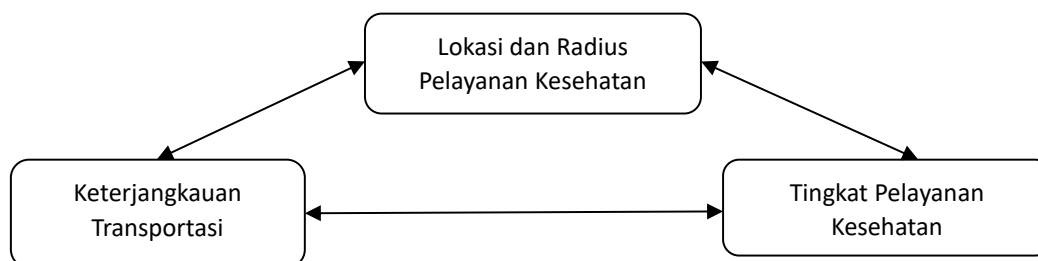 Lokasi dan Radius
Pelayanan Kesehatan
Keterjangkauan
Transportasi
Tingkat Pelayanan
Kesehatan